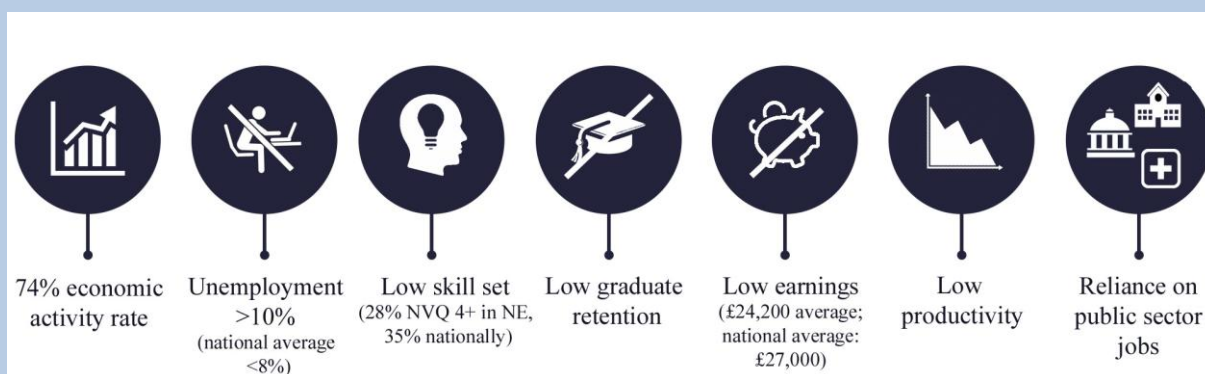 74% economic
activity rate
Unemployment
>10%
(national average
<8%)
Low skill set
(28% NVQ 4+ in NE,
35% nationally)
Low graduate
retention
Low earnings
(£24,200 average;
national average:
£27,000)
Low
productivity
Reliance on
public sector
jobs